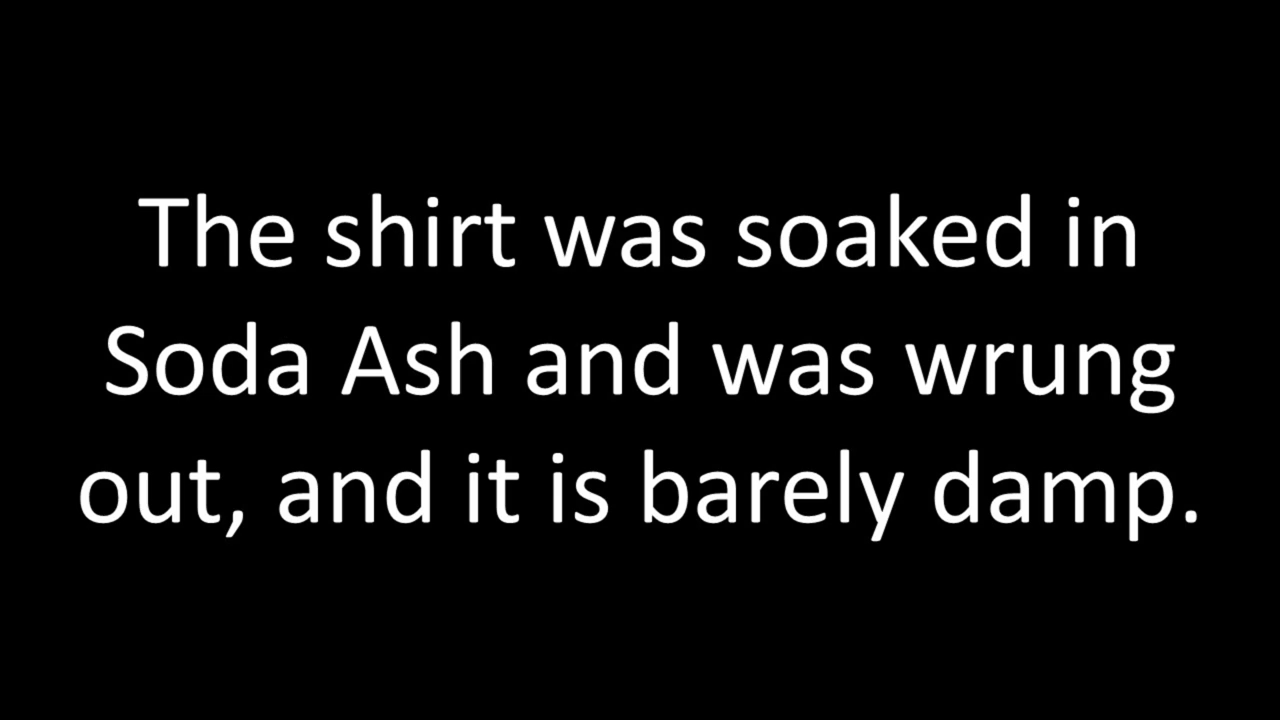 The shirt was soaked in
Soda Ash and was wrung
out, and it is barely damp.